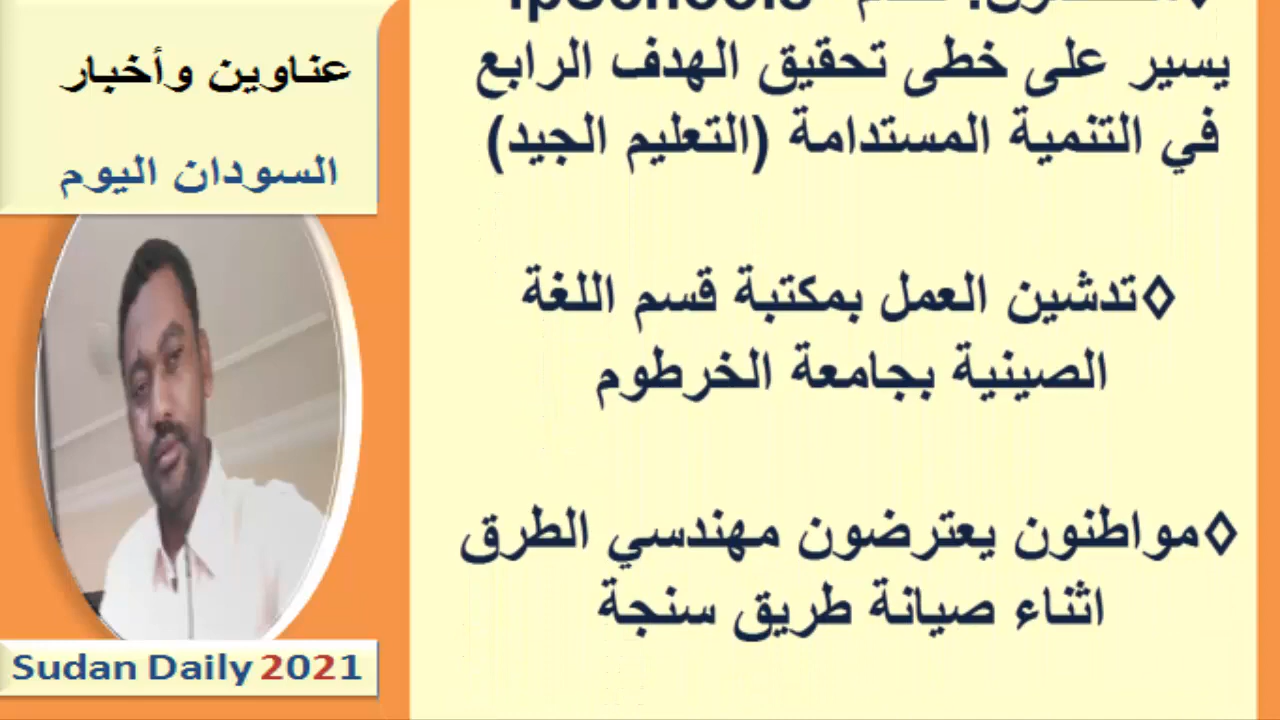 عناوين وأخبار
السودان اليوم
Sudan Daily 2021
يسير على خطى تحقيق الهدف الرابع
في التنمية المستدامة (التعليم الجيد)
◊تدشين العمل بمكتبة قسم اللغة
الصينية بجامعة الخرطوم
◊مواطنون يعترضون مهندسي الطرق
اثناء صيانة طريق سنجة